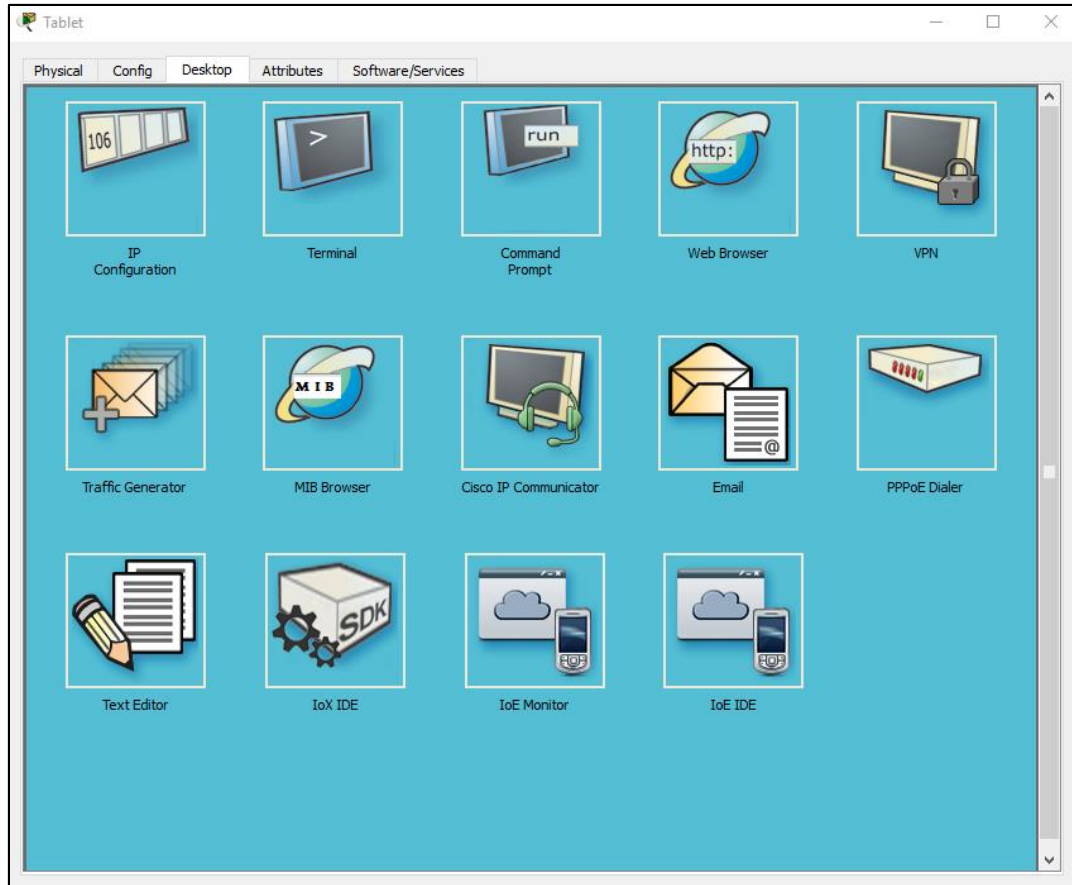 Tablet
Physical Config Desktop Attributes Software/Services
106
>
run
http:
IP
Configuration
Terminal
Command
Prompt
Web Browser
VPN
MIB
@
Traffic Generator
MIB Browser
Cisco IP Communicator
Email
PPPoE Dialer
SDK
Text Editor
IoX IDE
IoE Monitor
IoE IDE